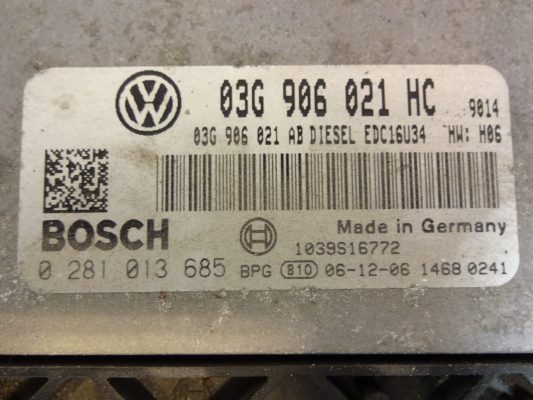 03G 906 021 HC 9014
03G 906 021 AB DIESEL EDC16U34 HW: H06
BOSCH
Made in Germany
1039S16772
0 281 013 685 BPG 810 06-12-06 1468 0241